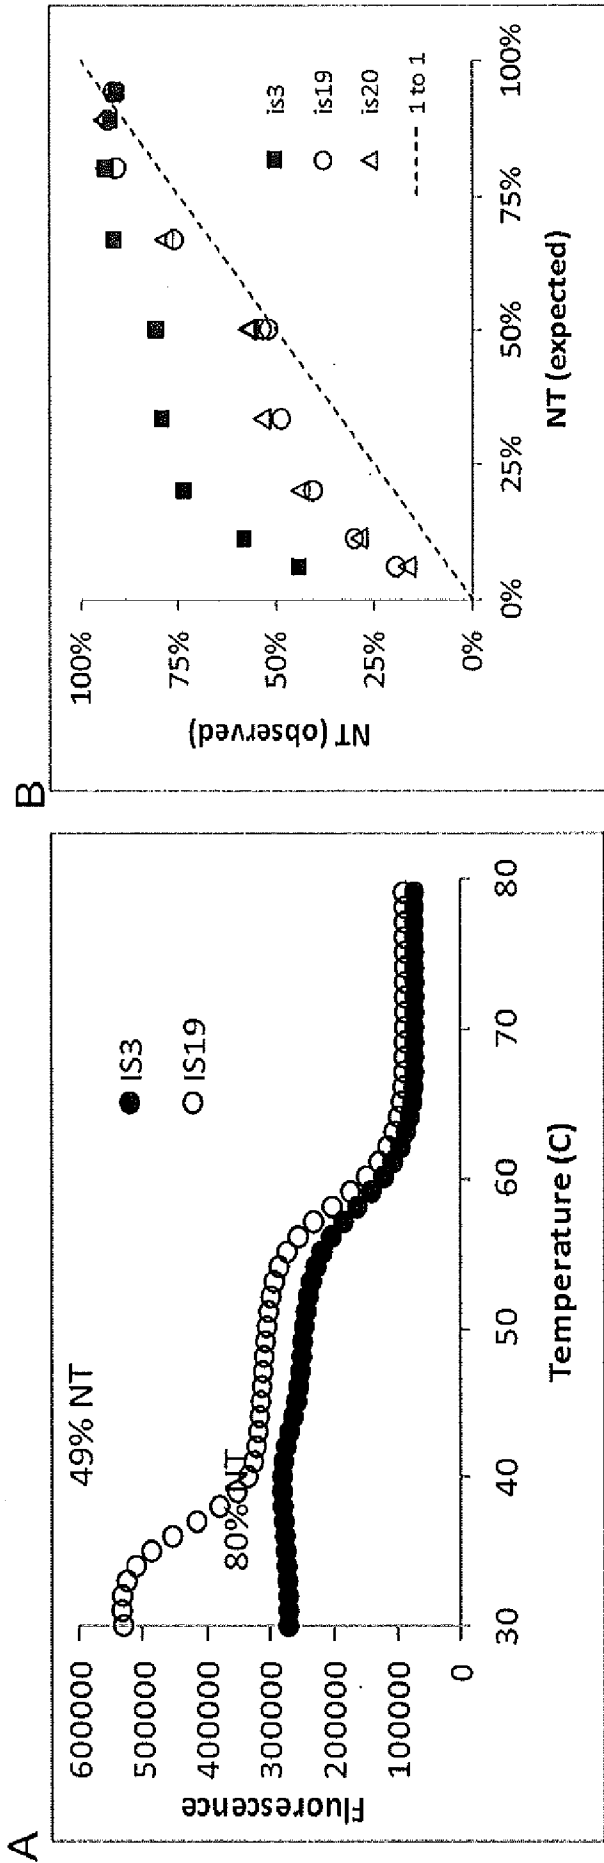 A
600000
500000
400000
300000
200000
100000
0
Fluorescence
30
40
50
60
70
80
Temperature (C)
49% NT
80% NT
IS3
IS19
B
100%
75%
50%
25%
0%
NT (observed)
0%
25%
50%
75%
100%
NT (expected)
is3
is19
is20
1 to 1